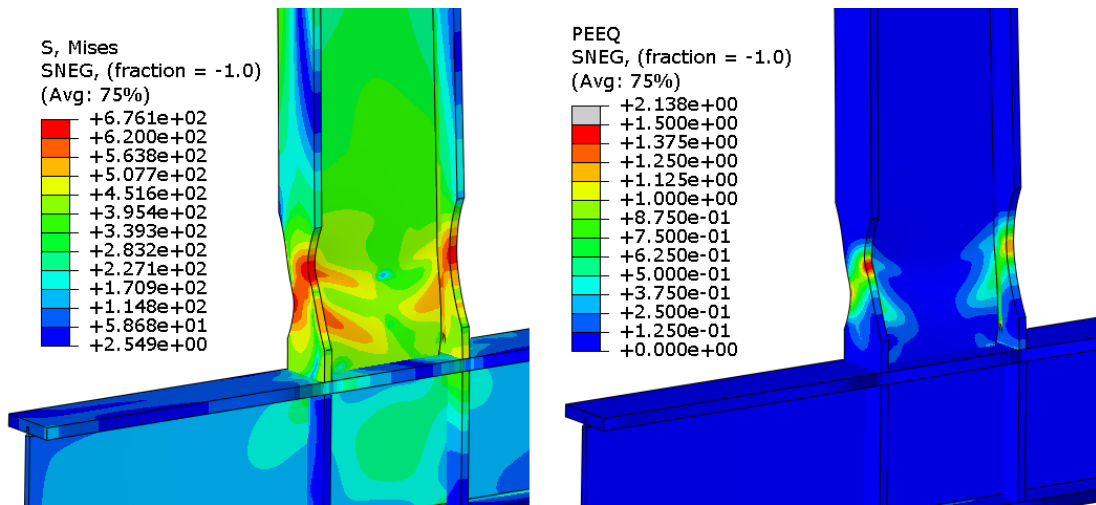 S, Mises
SNEG, (fraction = -1.0)
(Avg: 75%)
+6.761e+02
+6.200e+02
+5.638e+02
+5.077e+02
+4.516e+02
+3.954e+02
+3.393e+02
+2.832e+02
+2.271e+02
+1.709e+02
+1.148e+02
+5.868e+01
+2.549e+00
PEEQ
SNEG, (fraction = -1.0)
(Avg: 75%)
+2.138e+00
+1.500e+00
+1.375e+00
+1.250e+00
+1.125e+00
+1.000e+00
+8.750e-01
+7.500e-01
+6.250e-01
+5.000e-01
+3.750e-01
+2.500e-01
+1.250e-01
+0.000e+00